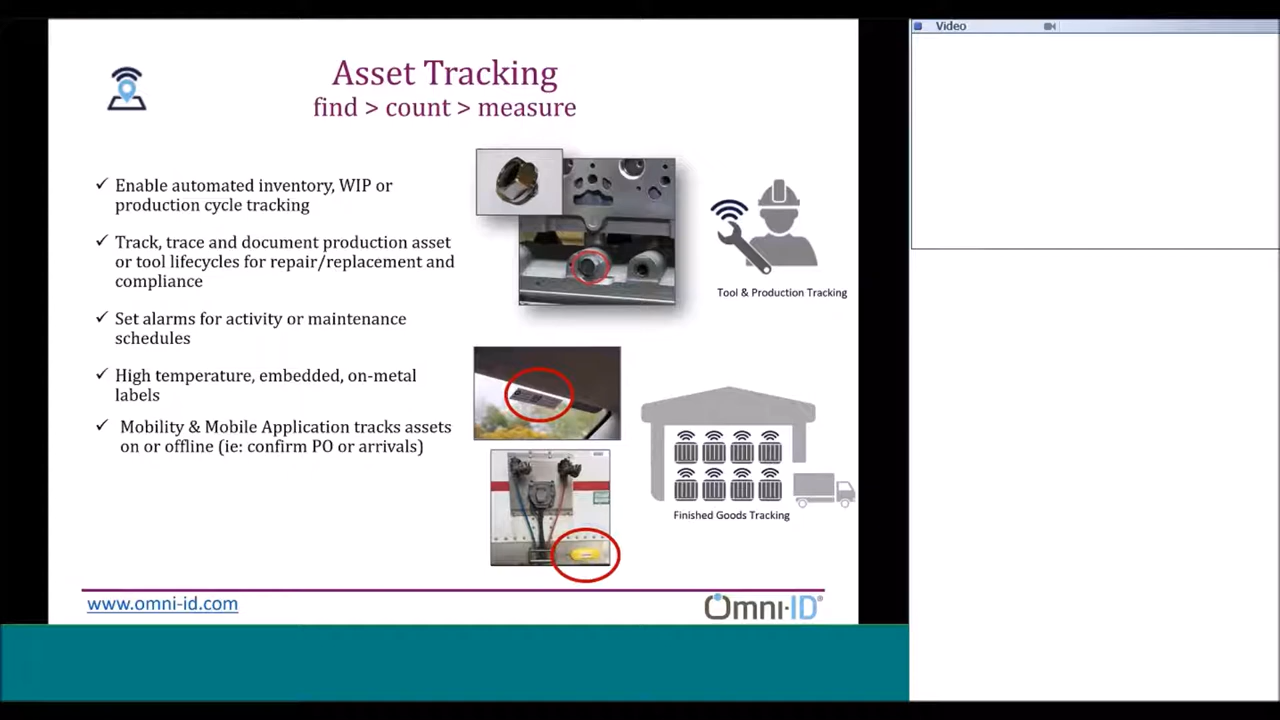 Video
Asset Tracking
find > count > measure
✓ Enable automated inventory, WIP or
production cycle tracking
✓ Track, trace and document production asset
or tool lifecycles for repair/replacement and
compliance
✓ Set alarms for activity or maintenance
schedules
✓ High temperature, embedded, on-metal
labels
✓ Mobility & Mobile Application tracks assets
on or offline (ie: confirm PO or arrivals)
Tool & Production Tracking
Finished Goods Tracking
www.omni-id.com
Omni-ID®